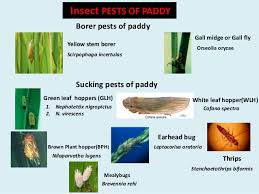 Insect PESTS OF PADDY
Borer pests of paddy
Yellow stem borer
Scirpophaga incertulas
Gall midge or Gall fly
Orseolia oryzae
Sucking pests of paddy
Green leaf hoppers (GLH)
1. Nephotettix nigropictus
2. N. virescens
White leaf hopper(WLH)
Cofana spectra
Brown Plant hopper(BPH)
Nilaparvatha lugens
Earhead bug
Leptocorisa oratoria
Thrips
Stenchaetothrips biformis
Mealybugs
Brevennia rehi